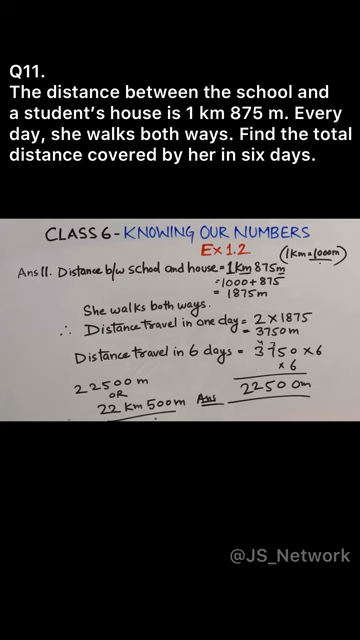 Q11.
The distance between the school and
a student's house is 1 km 875 m. Every
day, she walks both ways. Find the total
distance covered by her in six days.
CLASS 6 - KNOWING OUR NUMBERS
Ex 1.2
(1Km = 1000m)
Ans 11. Distance b/w school and house = 1 Km 875m
= 1000 + 875
= 1875m
She walks both ways.
∴ Distance travel in one day = 2 × 1875
= 3750m
Distance travel in 6 days = 3750 × 6
× 6
22500m
22500 m
OR
22 Km 500m Ans
@JS_Network